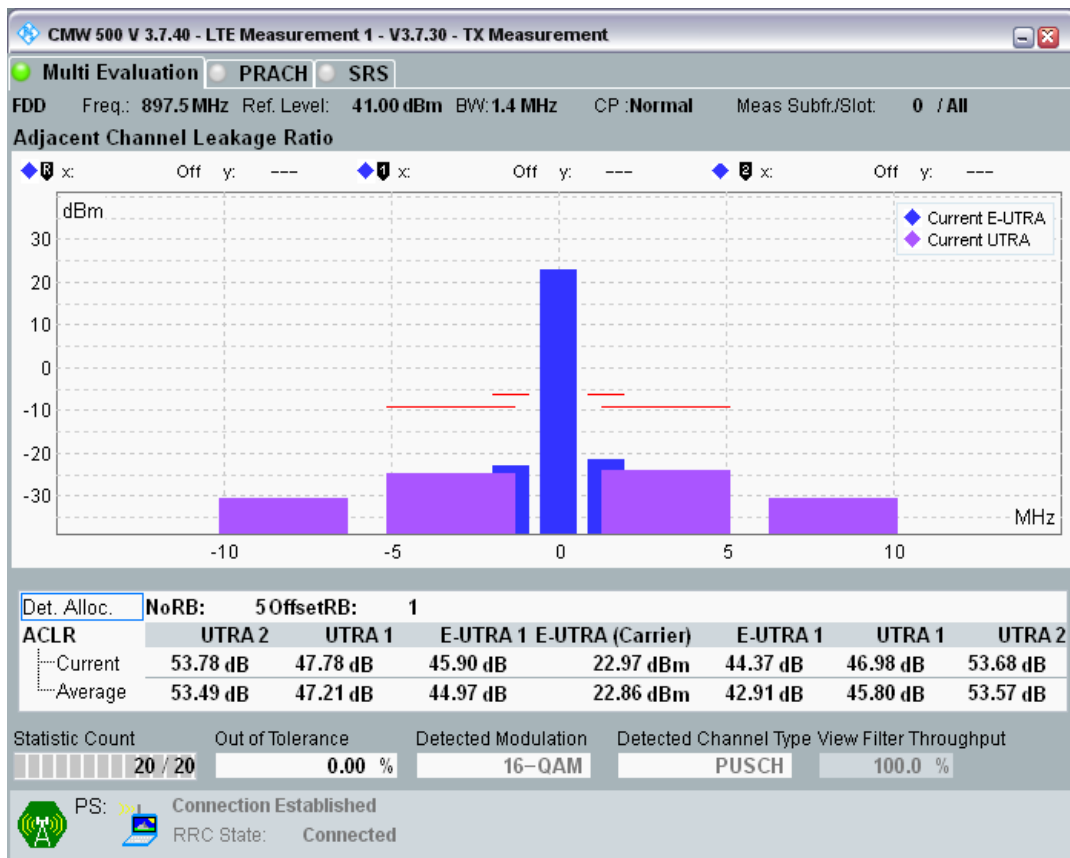 CMW 500 V 3.7.40 - LTE Measurement 1 - V3.7.30 - TX Measurement
Multi Evaluation PRACH SRS
FDD Freq.: 897.5 MHz Ref. Level: 41.00 dBm BW: 1.4 MHz CP :Normal Meas Subfr./Slot: 0 / All
Adjacent Channel Leakage Ratio
R x: Off y: --- 1 x: Off y: --- 2 x: Off y: ---
dBm
Current E-UTRA
Current UTRA
30
20
10
0
-10
-20
-30
MHz
-10 -5 0 5 10
Det. Alloc. NoRB: 5 OffsetRB: 1
ACLR UTRA 2 UTRA 1 E-UTRA 1 E-UTRA (Carrier) E-UTRA 1 UTRA 1 UTRA 2
Current 53.78 dB 47.78 dB 45.90 dB 22.97 dBm 44.37 dB 46.98 dB 53.68 dB
Average 53.49 dB 47.21 dB 44.97 dB 22.86 dBm 42.91 dB 45.80 dB 53.57 dB
Statistic Count Out of Tolerance Detected Modulation Detected Channel Type View Filter Throughput
20 / 20 0.00 % 16-QAM PUSCH 100.0 %
PS: Connection Established
RRC State: Connected